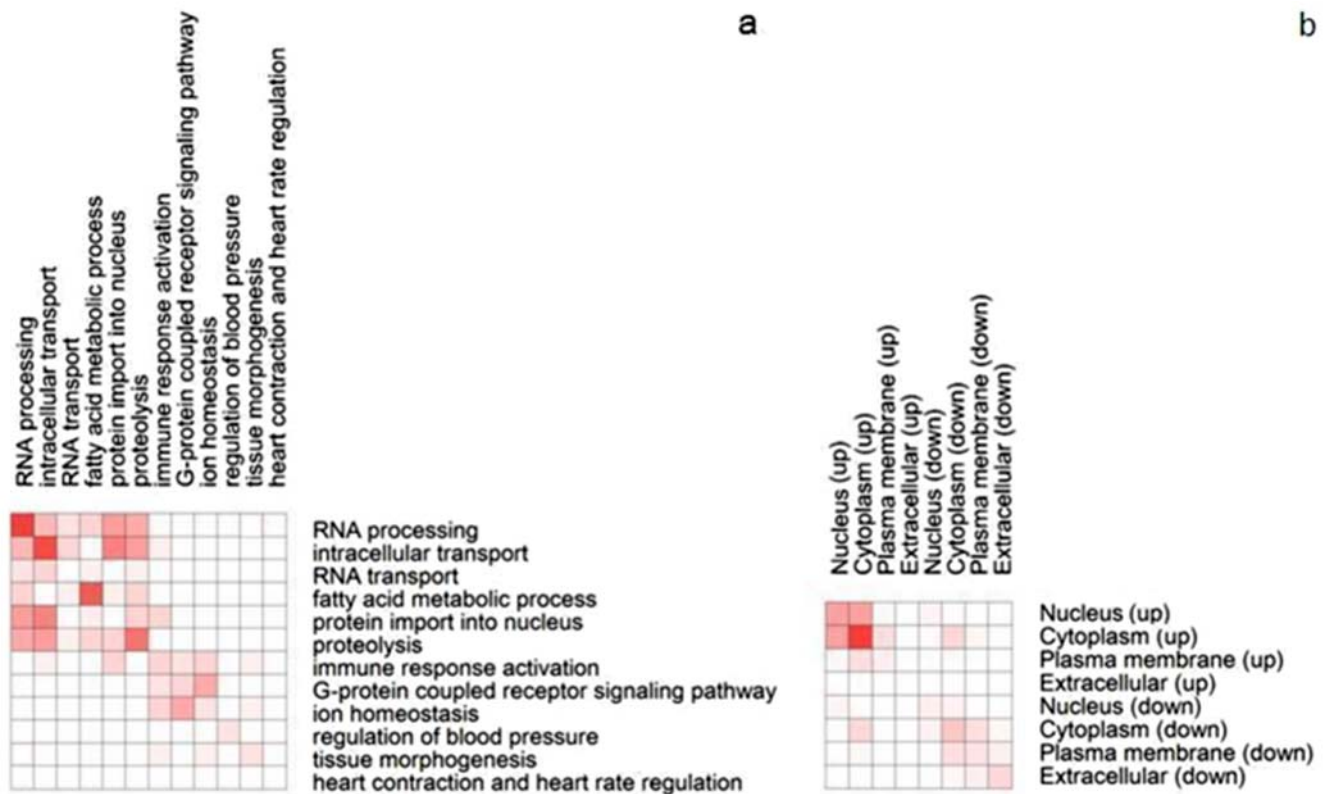 a
b
RNA processing
intracellular transport
RNA transport
fatty acid metabolic process
protein import into nucleus
proteolysis
immune response activation
G-protein coupled receptor signaling pathway
ion homeostasis
regulation of blood pressure
tissue morphogenesis
heart contraction and heart rate regulation
RNA processing
intracellular transport
RNA transport
fatty acid metabolic process
protein import into nucleus
proteolysis
immune response activation
G-protein coupled receptor signaling pathway
ion homeostasis
regulation of blood pressure
tissue morphogenesis
heart contraction and heart rate regulation
Nucleus (up)
Cytoplasm (up)
Plasma membrane (up)
Extracellular (up)
Nucleus (down)
Cytoplasm (down)
Plasma membrane (down)
Extracellular (down)
Nucleus (up)
Cytoplasm (up)
Plasma membrane (up)
Extracellular (up)
Nucleus (down)
Cytoplasm (down)
Plasma membrane (down)
Extracellular (down)